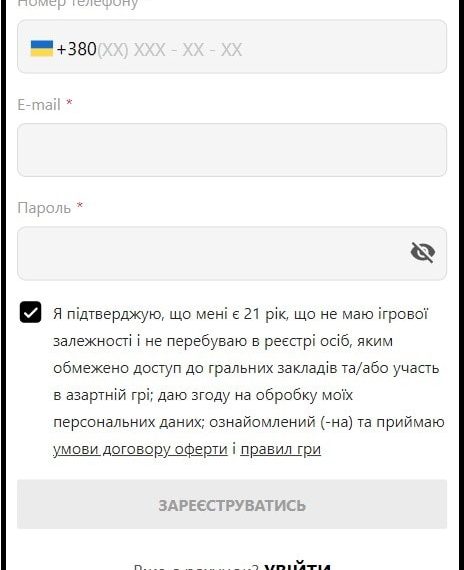 Номер телефону
+380(XX) XXX - XX - XX
E-mail *
Пароль *
Я підтверджую, що мені є 21 рік, що не маю ігрової
залежності і не перебуваю в реєстрі осіб, яким
обмежено доступ до гральних закладів та/або участь
в азартній грі; даю згоду на обробку моїх
персональних даних; ознайомлений (-на) та приймаю
умови договору оферти і правил гри
ЗАРЕЄСТРУВАТИСЬ
Вже є рахунок? УВІЙТИ